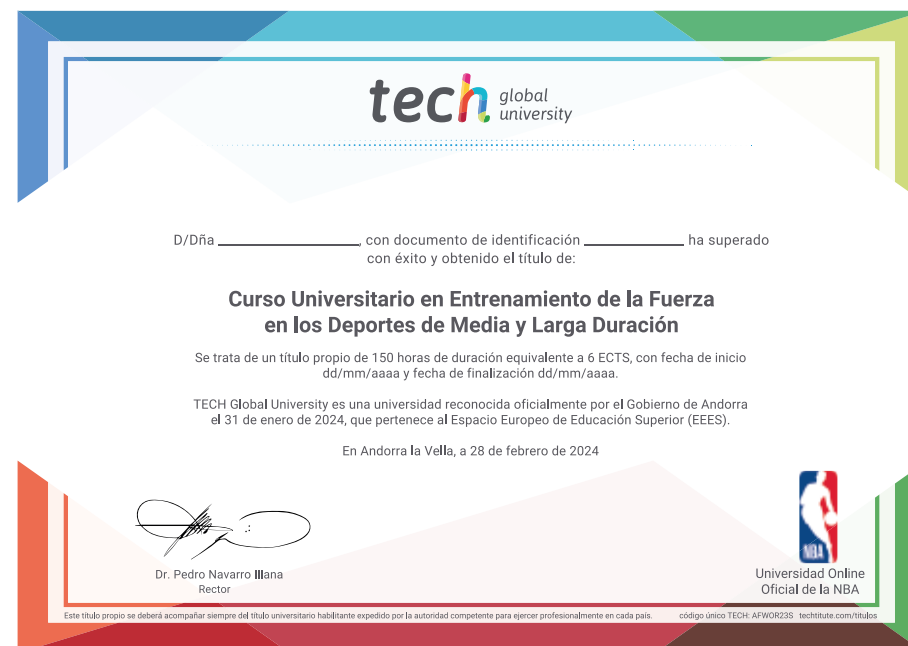 tech global university
D/Dña ____________________, con documento de identificación ______________ ha superado
con éxito y obtenido el título de:
Curso Universitario en Entrenamiento de la Fuerza
en los Deportes de Media y Larga Duración
Se trata de un título propio de 150 horas de duración equivalente a 6 ECTS, con fecha de inicio
dd/mm/aaaa y fecha de finalización dd/mm/aaaa.
TECH Global University es una universidad reconocida oficialmente por el Gobierno de Andorra
el 31 de enero de 2024, que pertenece al Espacio Europeo de Educación Superior (EEES).
En Andorra la Vella, a 28 de febrero de 2024
Dr. Pedro Navarro Illana
Rector
NBA
Universidad Online
Oficial de la NBA
Este título propio se deberá acompañar siempre del título universitario habilitante expedido por la autoridad competente para ejercer profesionalmente en cada país. código único TECH: AFWOR23S techtitute.com/titulos